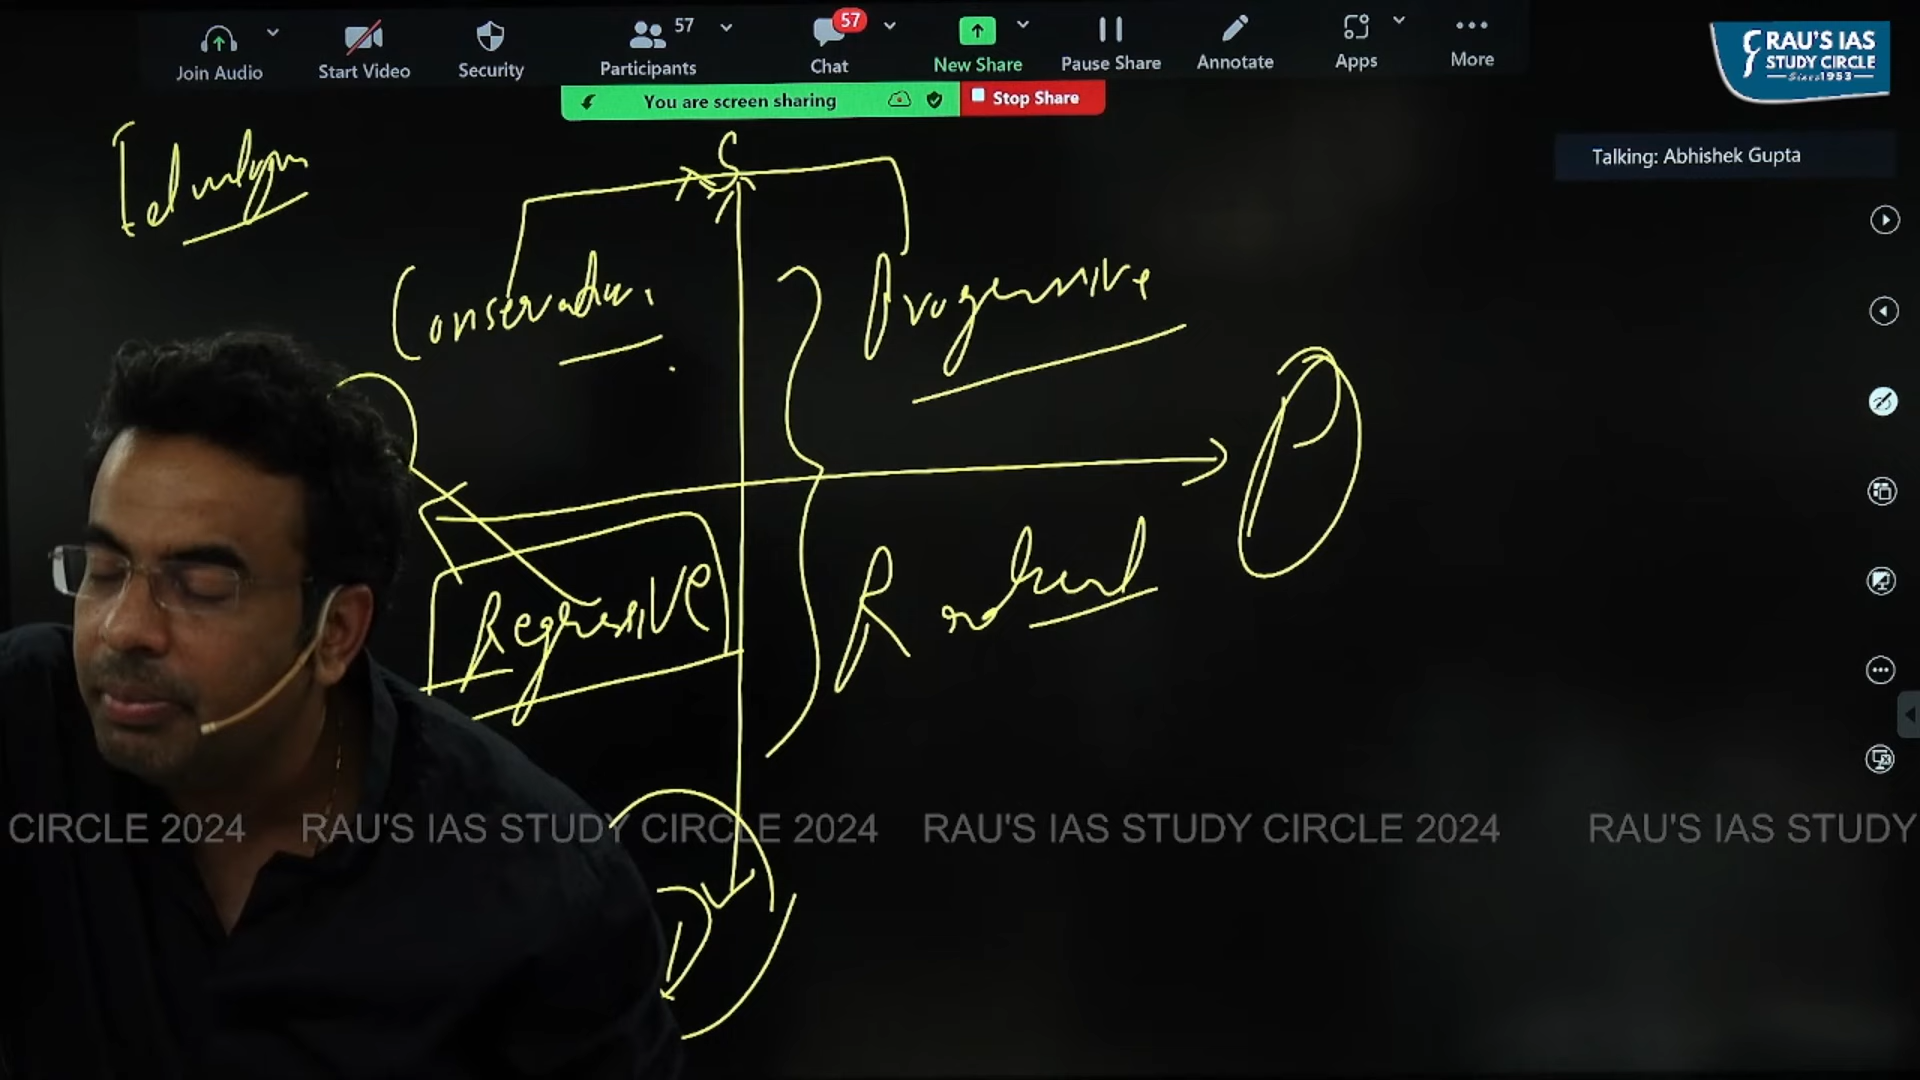 57
57
Join Audio
Start Video
Security
Participants
Chat
New Share
Pause Share
Annotate
Apps
More
RAU'S IAS
STUDY CIRCLE
Since 1953
You are screen sharing
Stop Share
Talking: Abhishek Gupta
C
Progressive
P
Regressive
R
CIRCLE 2024 RAU'S IAS STUDY CIRCLE 2024 RAU'S IAS STUDY CIRCLE 2024 RAU'S IAS STUDY
D